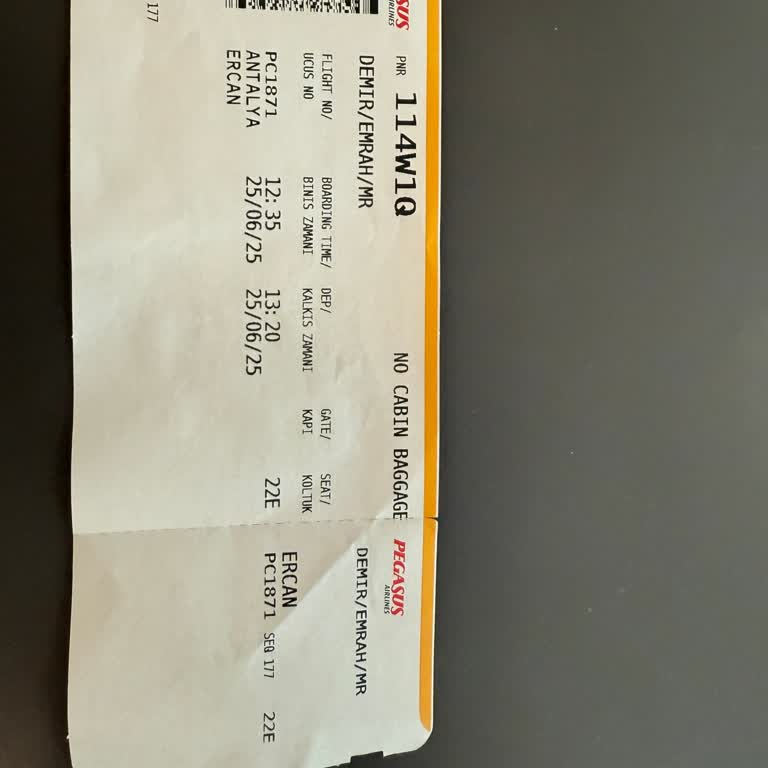 SUS
AIRLINES
PNR 114W1Q NO CABIN BAGGAGE
DEMIR/EMRAH/MR
FLIGHT NO/ BOARDING TIME/ DEP/ GATE/ SEAT/
UCUS NO BINIS ZAMANI KALKIS ZAMANI KAPI KOLTUK
PC1871 12:35 13:20 22E
ANTALYA 25/06/25 25/06/25
ERCAN
177
PEGASUS
AIRLINES
DEMIR/EMRAH/MR
ERCAN
PC1871 SEQ 177 22E